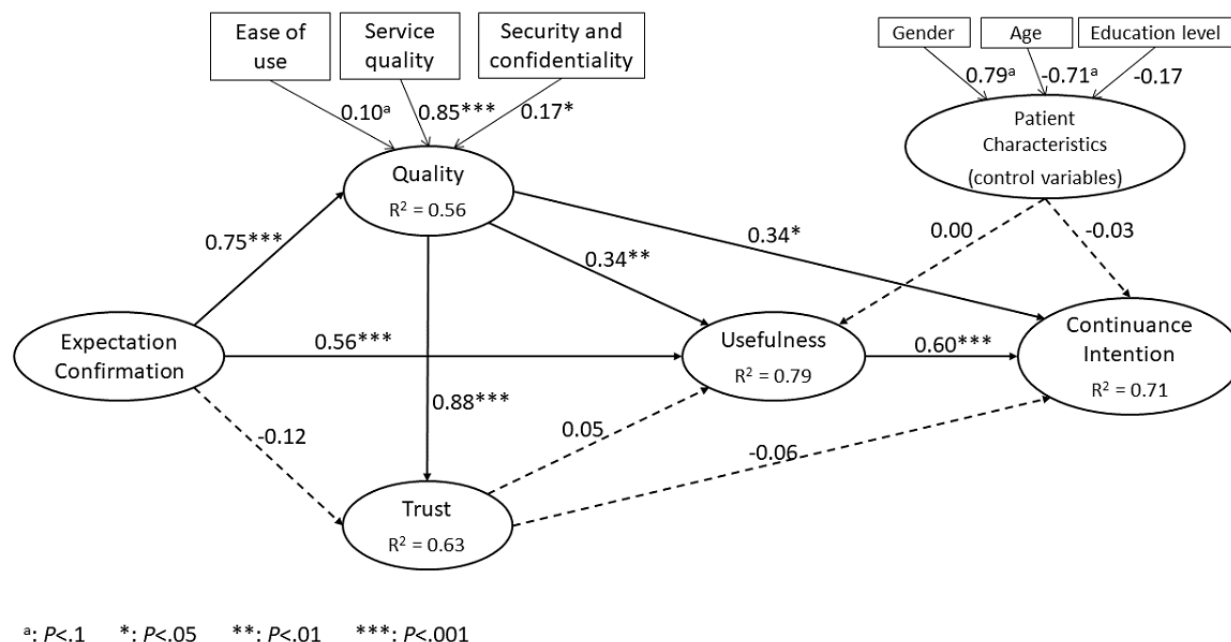 Ease of
use
Service
quality
Security and
confidentiality
Gender
Age
Education level
0.10ᵃ
0.85***
0.17*
0.79ᵃ
-0.71ᵃ
-0.17
Quality
R² = 0.56
Patient
Characteristics
(control variables)
0.75***
0.34**
0.34*
0.00
-0.03
Expectation
Confirmation
0.56***
Usefulness
R² = 0.79
0.60***
Continuance
Intention
R² = 0.71
0.88***
-0.12
0.05
-0.06
Trust
R² = 0.63
ᵃ: P<.1 *: P<.05 **: P<.01 ***: P<.001